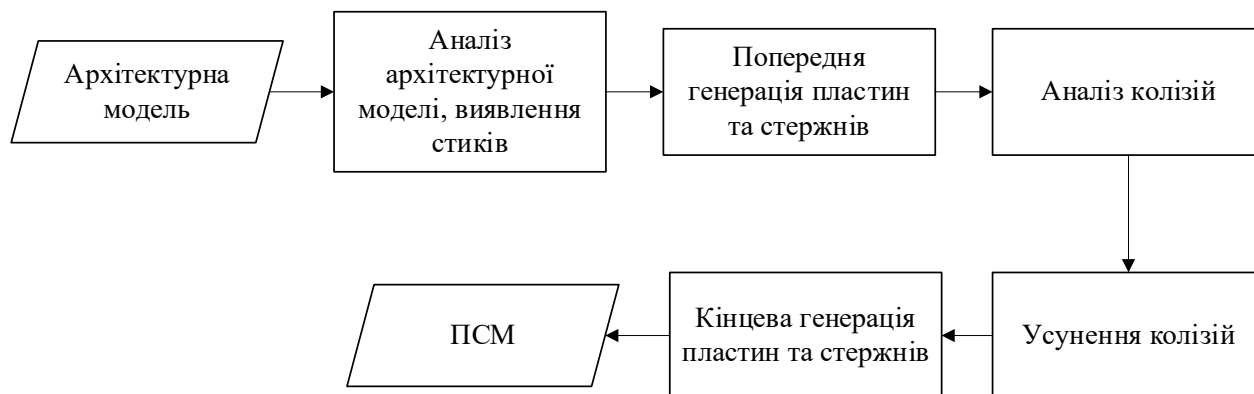 Архітектурна
модель
Аналіз
архітектурної
моделі, виявлення
стиків
Попередня
генерація пластин
та стержнів
Аналіз колізій
Усунення колізій
Кінцева генерація
пластин та стержнів
ПСМ